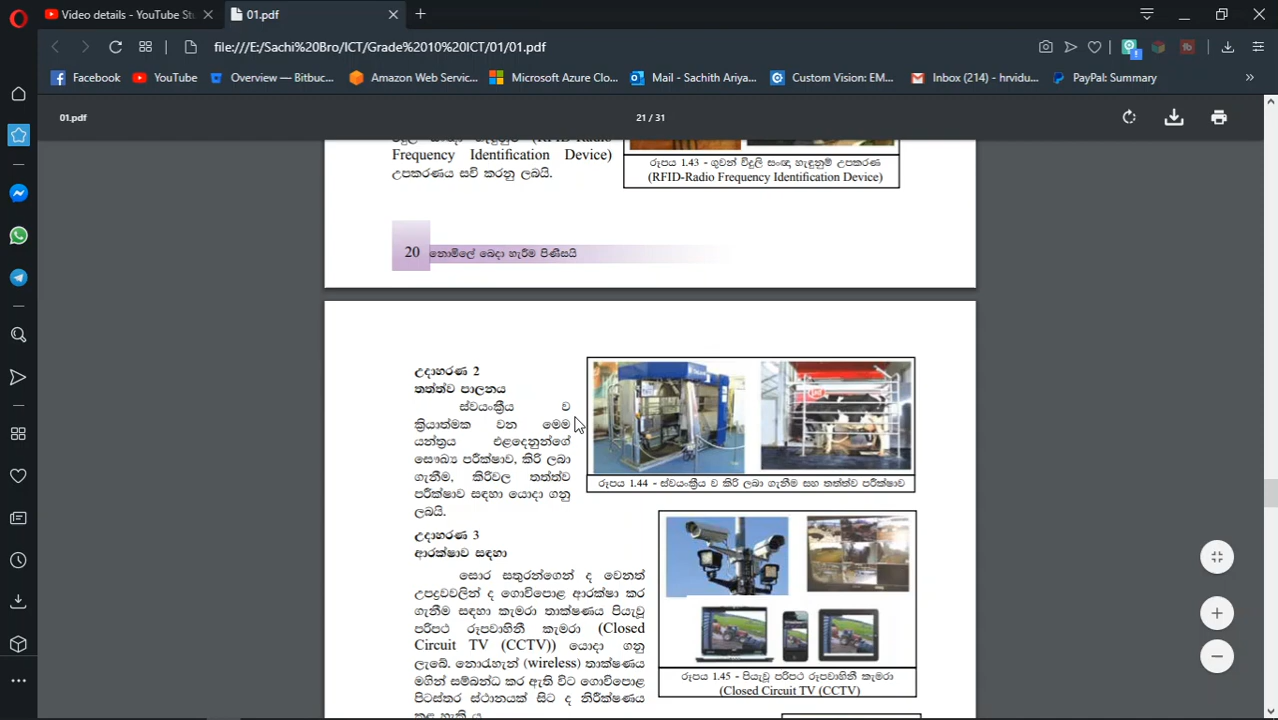 Video details - YouTube Stu
01.pdf
file:///E:/Sachi%20Bro/ICT/Grade%2010%20ICT/01/01.pdf
Facebook
YouTube
Overview — Bitbuc...
Amazon Web Servic...
Microsoft Azure Clo...
Mail - Sachith Ariya...
Custom Vision: EM...
Inbox (214) - hrvidu...
PayPal: Summary
01.pdf
21 / 31
Frequency Identification Device)
උපකරණය සවි කරනු ලබයි.
රූපය 1.43 - ගුවන් විදුලි සංඥා හැඳුනුම් උපකරණ
(RFID-Radio Frequency Identification Device)
20 නොමිලේ බෙදා හැරීම පිණිසයි
උදාහරණ 2
තත්ත්ව පාලනය
ස්වයංක්‍රීය ව
ක්‍රියාත්මක වන මෙම
යන්ත්‍රය එළදෙනුන්ගේ
සෞඛ්‍ය පරීක්ෂාව, කිරි ලබා
ගැනීම, කිරිවල තත්ත්ව
පරීක්ෂාව සඳහා යොදා ගනු
ලබයි.
රූපය 1.44 - ස්වයංක්‍රීය ව කිරි ලබා ගැනීම සහ තත්ත්ව පරීක්ෂාව
උදාහරණ 3
ආරක්ෂාව සඳහා
සොර සතුරන්ගෙන් ද වෙනත්
උපද්‍රවවලින් ද ගොවිපොළ ආරක්ෂා කර
ගැනීම සඳහා කැමරා තාක්ෂණය පියැවූ
පරිපථ රූපවාහිනී කැමරා (Closed
Circuit TV (CCTV)) යොදා ගනු
ලැබේ. නොරැහැන් (wireless) තාක්ෂණය
මගින් සම්බන්ධ කර ඇති විට ගොවිපොළ
පිටස්තර ස්ථානයක් සිට ද නිරීක්ෂණය
රූපය 1.45 - පියැවූ පරිපථ රූපවාහිනී කැමරා
(Closed Circuit TV (CCTV)